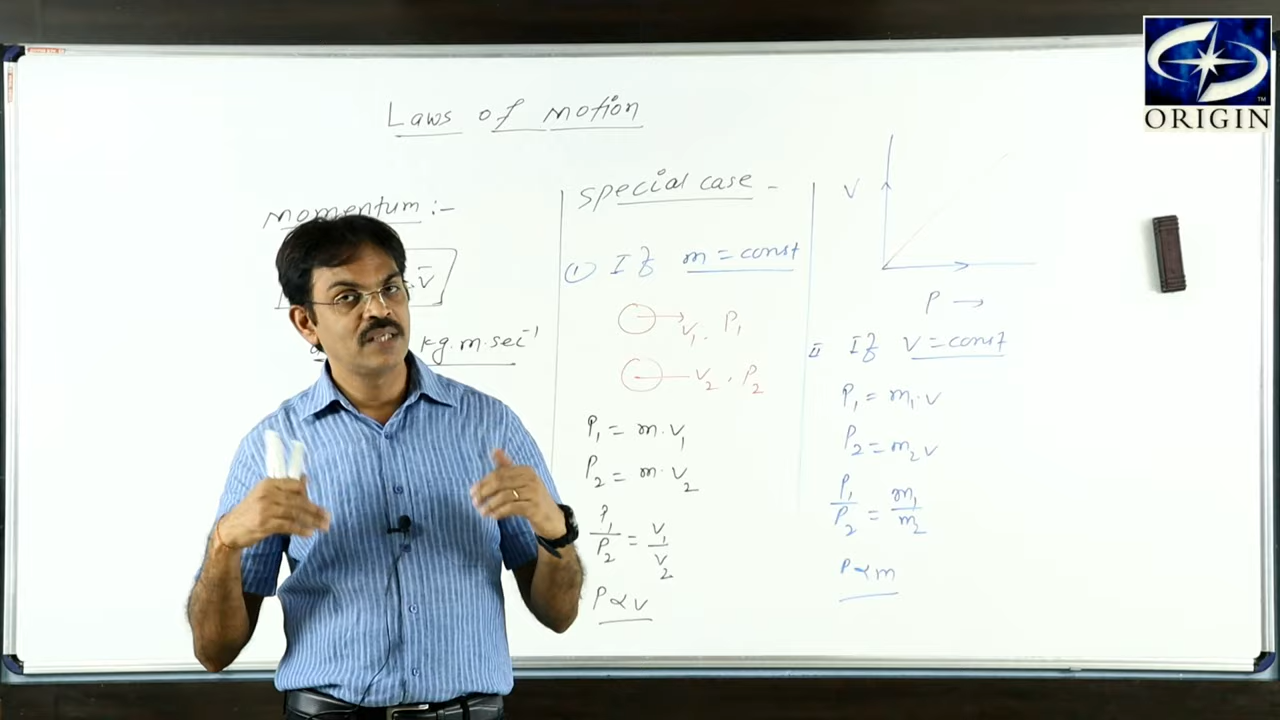 ORIGIN
Laws of motion
momentum :-
v̄
kg.m.sec⁻¹
special case -
(1) If m = const
v₁ . P₁
v₂ . P₂
P₁ = m.v₁
P₂ = m.v₂
P₁/P₂ = v₁/v₂
P ∝ v
V
P →
II If V = const
P₁ = m₁.v
P₂ = m₂v
P₁/P₂ = m₁/m₂
P ∝ m